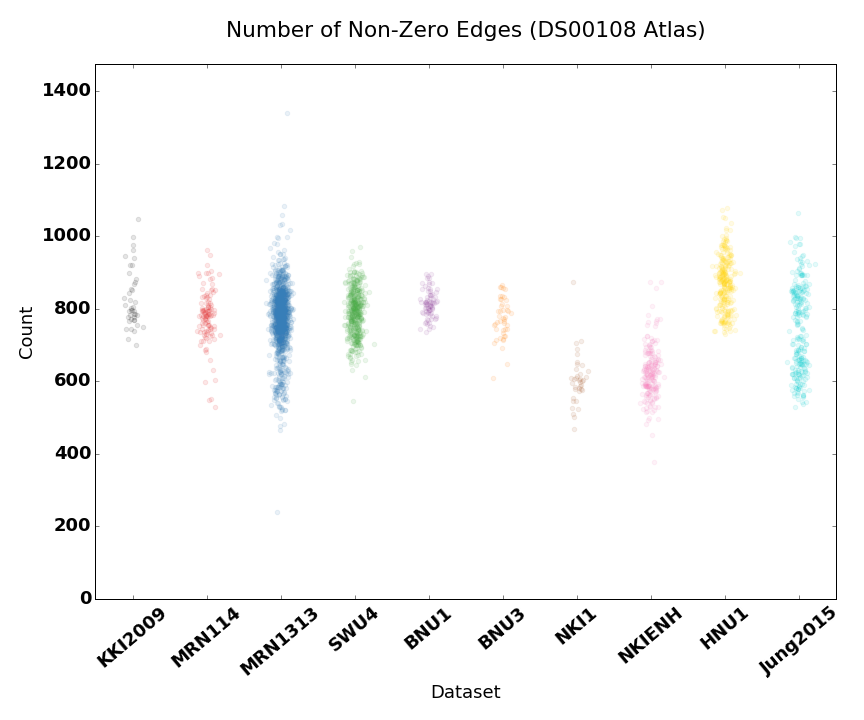 Number of Non-Zero Edges (DS00108 Atlas)
1400
1200
1000
800
600
400
200
0
Count
KKI2009
MRN114
MRN1313
SWU4
BNU1
BNU3
NKI1
NKIENH
HNU1
Jung2015
Dataset